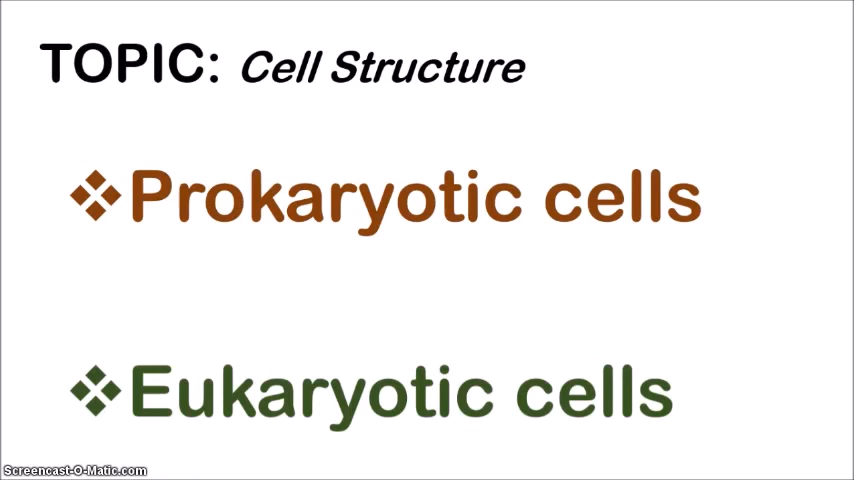 TOPIC: Cell Structure
❖Prokaryotic cells
❖Eukaryotic cells
Screencast-O-Matic.com